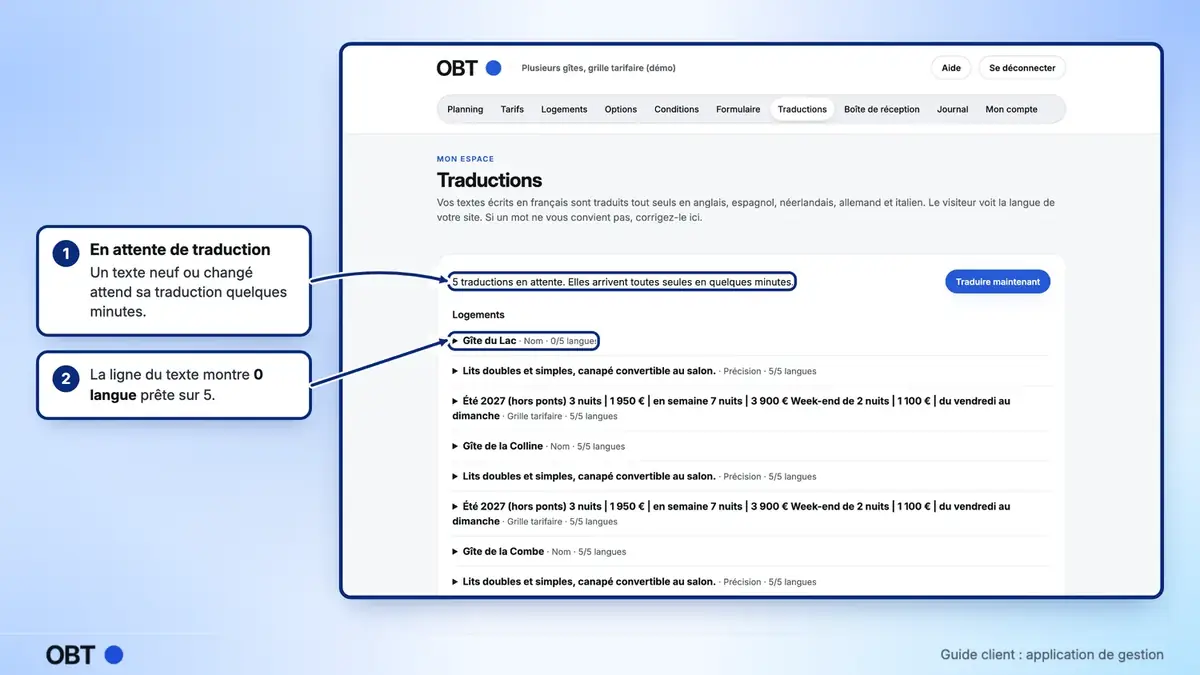 OBT
Plusieurs gîtes, grille tarifaire (démo)
Aide
Se déconnecter
Planning
Tarifs
Logements
Options
Conditions
Formulaire
Traductions
Boîte de réception
Journal
Mon compte
MON ESPACE
Traductions
Vos textes écrits en français sont traduits tout seuls en anglais, espagnol, néerlandais, allemand et italien. Le visiteur voit la langue de
votre site. Si un mot ne vous convient pas, corrigez-le ici.
1
En attente de traduction
Un texte neuf ou changé
attend sa traduction quelques
minutes.
2
La ligne du texte montre 0
langue prête sur 5.
5 traductions en attente. Elles arrivent toutes seules en quelques minutes.
Traduire maintenant
Logements
Gîte du Lac · Nom · 0/5 langues
Lits doubles et simples, canapé convertible au salon. · Précision · 5/5 langues
Été 2027 (hors ponts) 3 nuits | 1 950 € | en semaine 7 nuits | 3 900 € Week-end de 2 nuits | 1 100 € | du vendredi au
dimanche · Grille tarifaire · 5/5 langues
Gîte de la Colline · Nom · 5/5 langues
Lits doubles et simples, canapé convertible au salon. · Précision · 5/5 langues
Été 2027 (hors ponts) 3 nuits | 1 950 € | en semaine 7 nuits | 3 900 € Week-end de 2 nuits | 1 100 € | du vendredi au
dimanche · Grille tarifaire · 5/5 langues
Gîte de la Combe · Nom · 5/5 langues
Lits doubles et simples, canapé convertible au salon. · Précision · 5/5 langues
OBT
Guide client : application de gestion